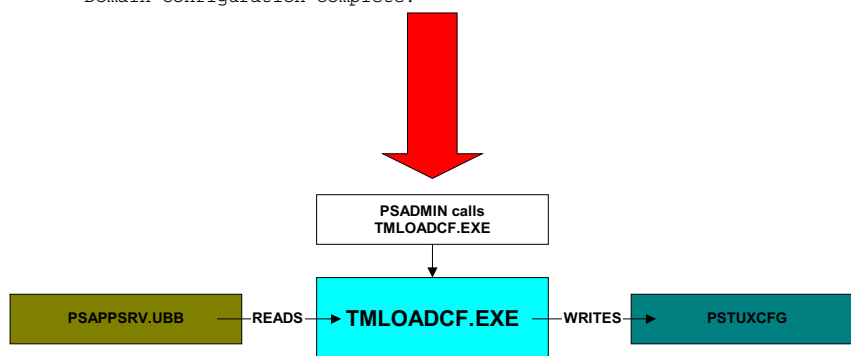 Domain configuration complete.
PSADMIN calls
TMLOADCF.EXE
PSAPPSRV.UBB
READS
TMLOADCF.EXE
WRITES
PSTUXCFG